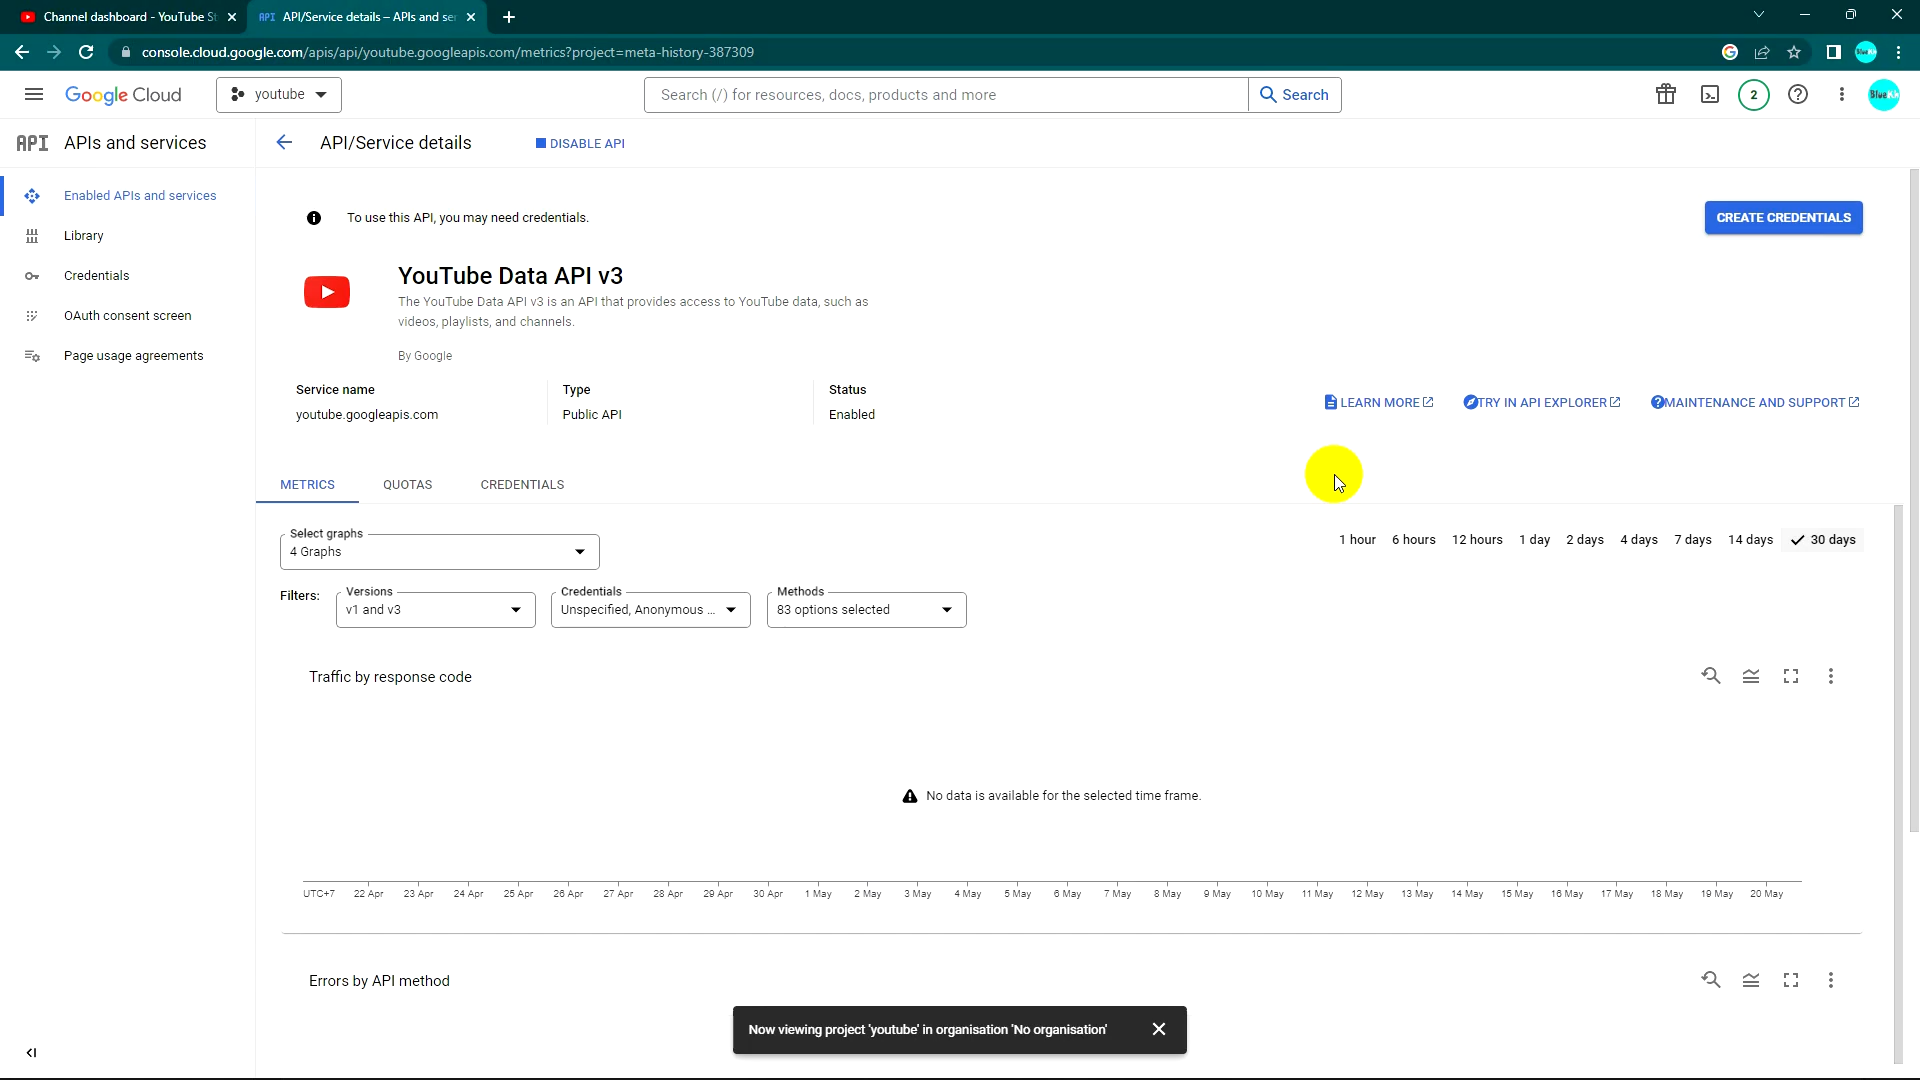 Channel dashboard - YouTube St
API API/Service details – APIs and ser
console.cloud.google.com/apis/api/youtube.googleapis.com/metrics?project=meta-history-387309
Google Cloud
youtube
Search (/) for resources, docs, products and more
Search
2
API APIs and services
API/Service details
DISABLE API
Enabled APIs and services
Library
Credentials
OAuth consent screen
Page usage agreements
To use this API, you may need credentials.
CREATE CREDENTIALS
YouTube Data API v3
The YouTube Data API v3 is an API that provides access to YouTube data, such as
videos, playlists, and channels.
By Google
Service name
youtube.googleapis.com
Type
Public API
Status
Enabled
LEARN MORE
TRY IN API EXPLORER
MAINTENANCE AND SUPPORT
METRICS QUOTAS CREDENTIALS
Select graphs
4 Graphs
1 hour 6 hours 12 hours 1 day 2 days 4 days 7 days 14 days 30 days
Filters:
Versions
v1 and v3
Credentials
Unspecified, Anonymous ...
Methods
83 options selected
Traffic by response code
No data is available for the selected time frame.
UTC+7 22 Apr 23 Apr 24 Apr 25 Apr 26 Apr 27 Apr 28 Apr 29 Apr 30 Apr 1 May 2 May 3 May 4 May 5 May 6 May 7 May 8 May 9 May 10 May 11 May 12 May 13 May 14 May 15 May 16 May 17 May 18 May 19 May 20 May
Errors by API method
Now viewing project 'youtube' in organisation 'No organisation'